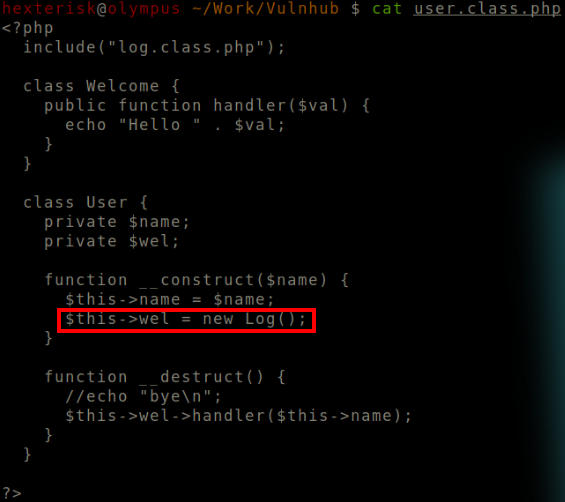 hexterisk@olympus ~/Work/Vulnhub $ cat user.class.php
<?php
  include("log.class.php");

  class Welcome {
    public function handler($val) {
      echo "Hello " . $val;
    }
  }

  class User {
    private $name;
    private $wel;

    function __construct($name) {
      $this->name = $name;
      $this->wel = new Log();
    }

    function __destruct() {
      //echo "bye\n";
      $this->wel->handler($this->name);
    }
  }

?>